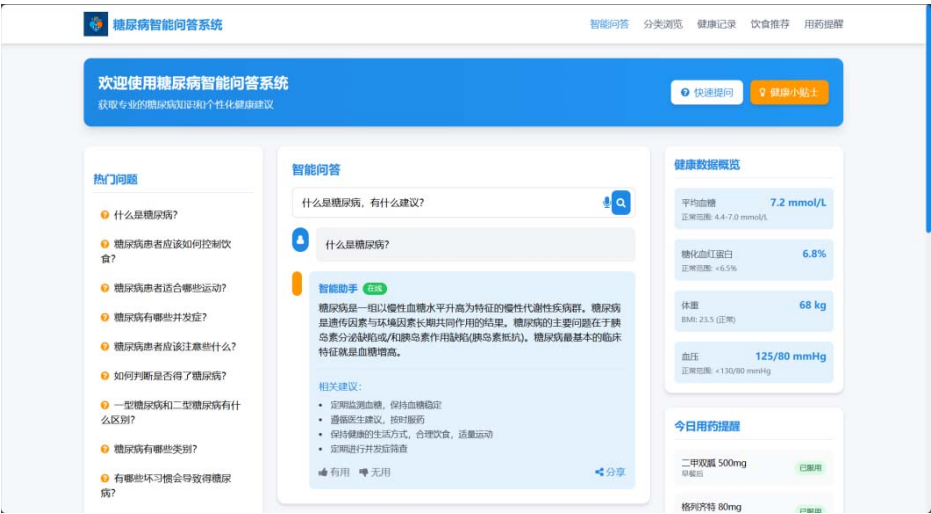 糖尿病智能问答系统
智能问答 分类浏览 健康记录 饮食推荐 用药提醒
欢迎使用糖尿病智能问答系统
获取专业的糖尿病知识和个性化健康建议
快速提问
健康小贴士
热门问题
什么是糖尿病?
糖尿病患者应该如何控制饮
食?
糖尿病患者适合哪些运动?
糖尿病有哪些并发症?
糖尿病患者应该注意些什么?
如何判断是否得了糖尿病?
一型糖尿病和二型糖尿病有什
么区别?
糖尿病有哪些类别?
有哪些坏习惯会导致得糖尿
病?
智能问答
什么是糖尿病, 有什么建议?
什么是糖尿病?
智能助手 在线
糖尿病是一组以慢性血糖水平升高为特征的慢性代谢性疾病群。糖尿病
是遗传因素与环境因素长期共同作用的结果。糖尿病的主要问题在于胰
岛素分泌缺陷或/和胰岛素作用缺陷(胰岛素抵抗)。糖尿病最基本的临床
特征就是血糖增高。
相关建议:
• 定期监测血糖, 保持血糖稳定
• 遵循医生建议, 按时服药
• 保持健康的生活方式, 合理饮食, 适量运动
• 定期进行并发症筛查
有用 无用 分享
健康数据概览
平均血糖 7.2 mmol/L
正常范围: 4.4-7.0 mmol/L
糖化血红蛋白 6.8%
正常范围: <6.5%
体重 68 kg
BMI: 23.5 (正常)
血压 125/80 mmHg
正常范围: <130/80 mmHg
今日用药提醒
二甲双胍 500mg 已服用
早餐后
格列齐特 80mg 已服用